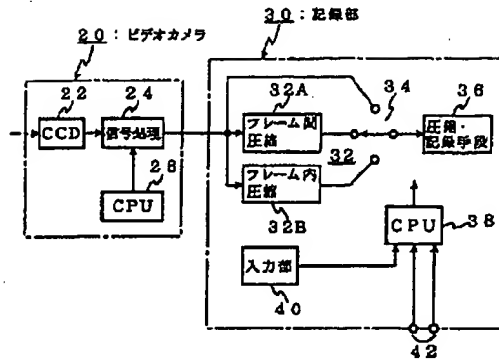 30:記録部
20:ビデオカメラ
22
24
32A
34
36
CCD
信号処理
フレーム間
圧縮
圧縮・
記録手段
32
フレーム内
圧縮
26
CPU
32B
CPU
38
入力部
40
42